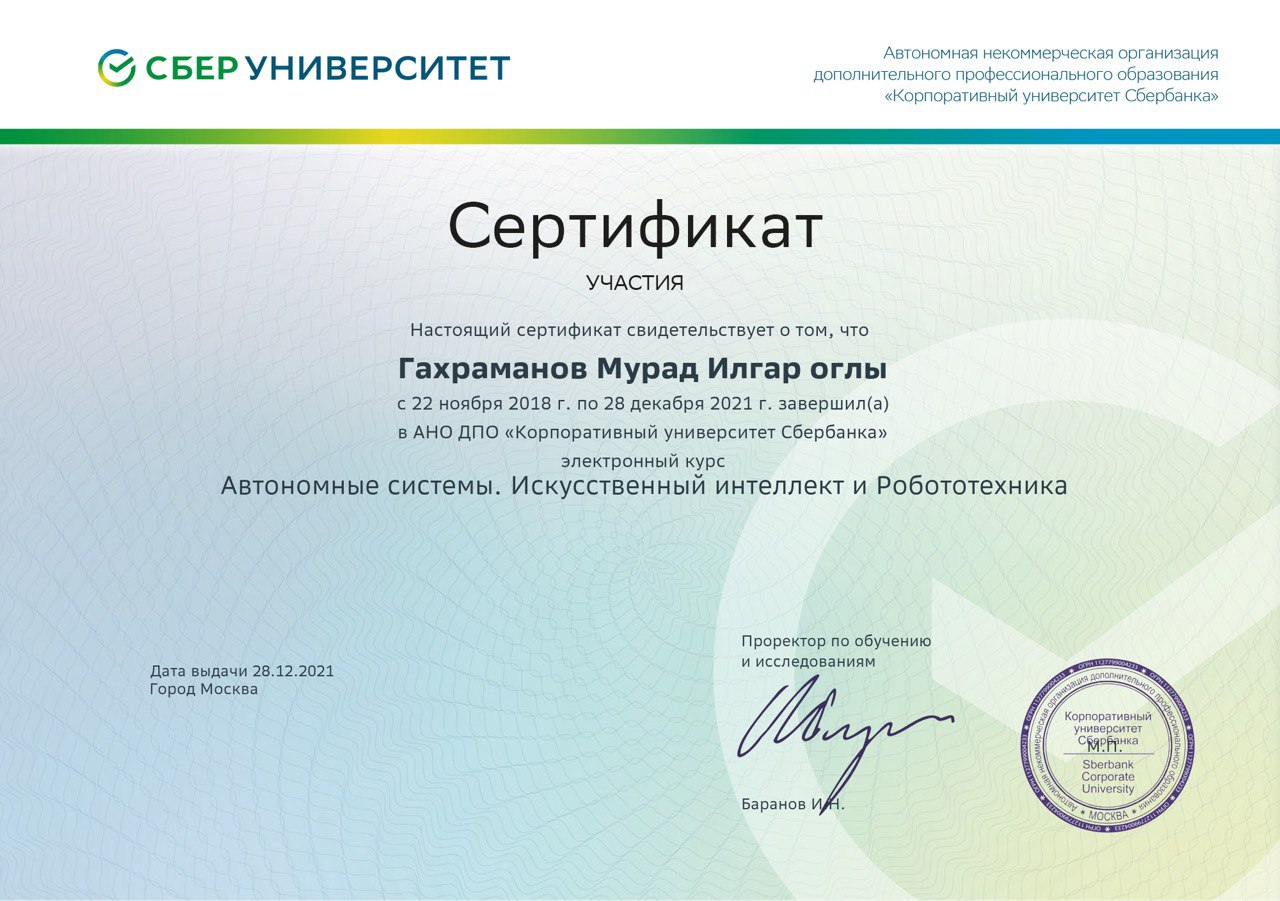 СБЕР УНИВЕРСИТЕТ
Автономная некоммерческая организация
дополнительного профессионального образования
«Корпоративный университет Сбербанка»
Сертификат
УЧАСТИЯ
Настоящий сертификат свидетельствует о том, что
Гахраманов Мурад Илгар оглы
с 22 ноября 2018 г. по 28 декабря 2021 г. завершил(а)
в АНО ДПО «Корпоративный университет Сбербанка»
электронный курс
Автономные системы. Искусственный интеллект и Робототехника
Дата выдачи 28.12.2021
Город Москва
Проректор по обучению
и исследованиям
Баранов И.Н.
ОГРН 1127799004233
Автономная некоммерческая организация дополнительного профессионального образования
Корпоративный
университет
Сбербанка
М.П.
Sberbank
Corporate
University
МОСКВА